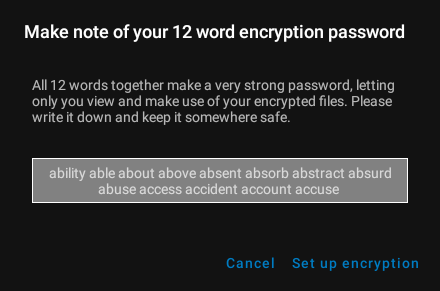 Make note of your 12 word encryption password
All 12 words together make a very strong password, letting
only you view and make use of your encrypted files. Please
write it down and keep it somewhere safe.
ability able about above absent absorb abstract absurd
abuse access accident account accuse
Cancel Set up encryption